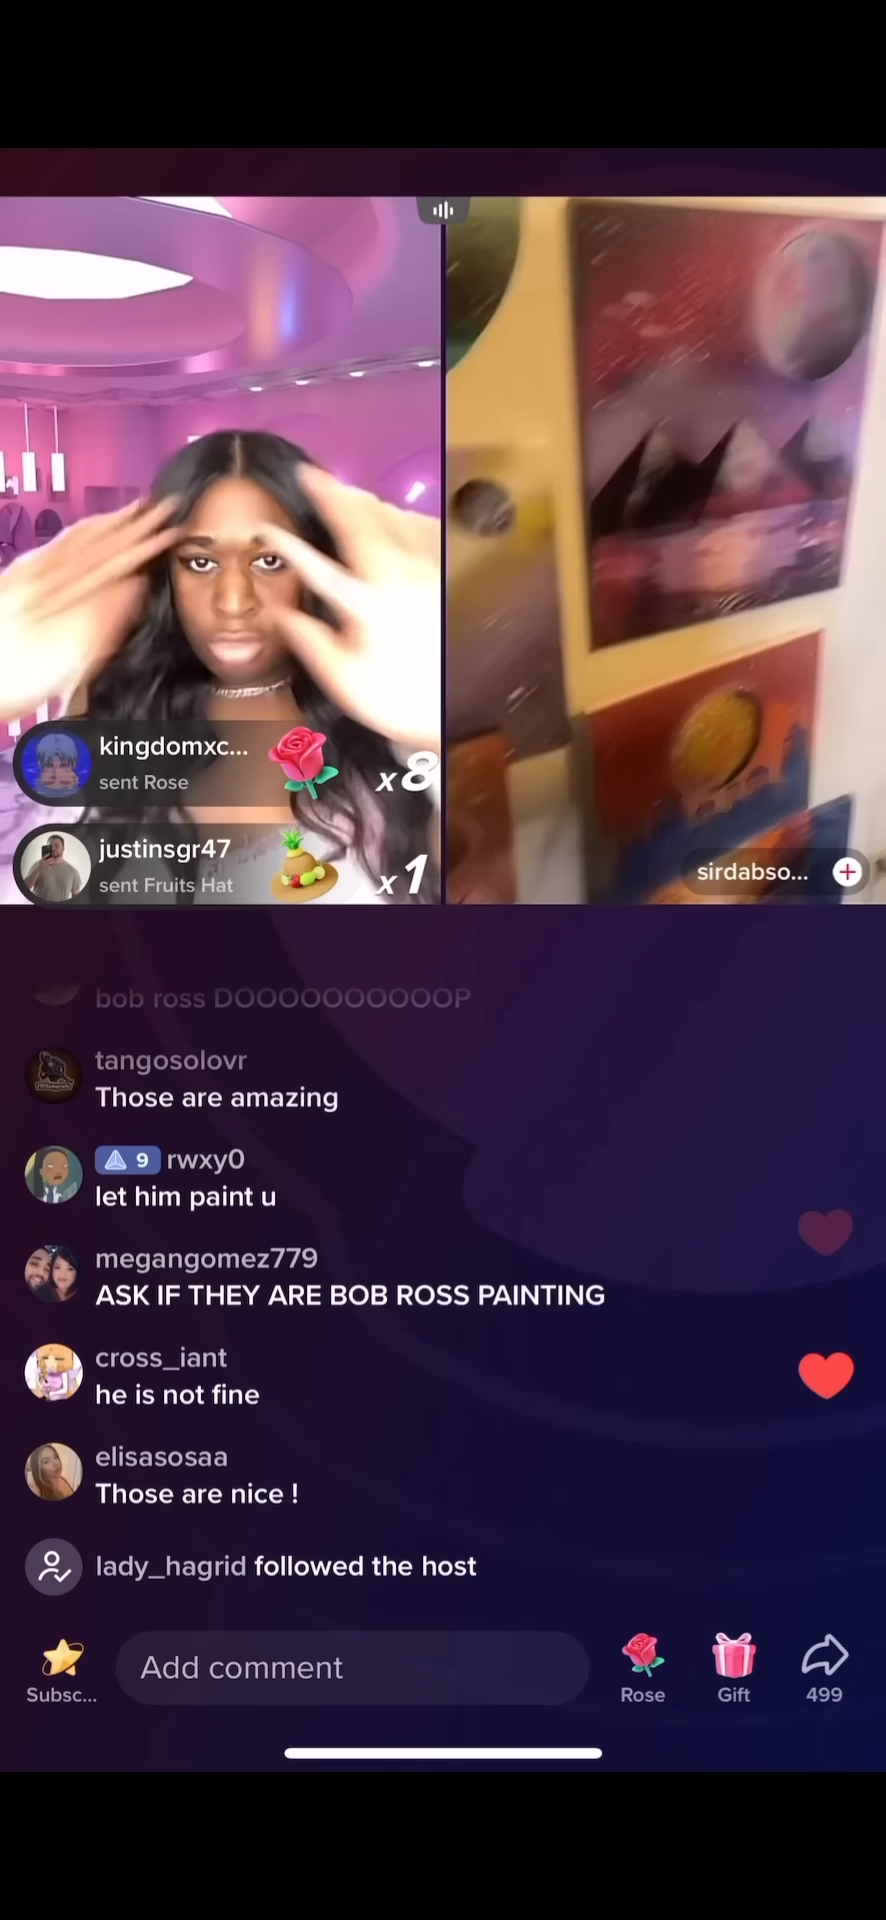 kingdomxc...
sent Rose
x8
justinsgr47
sent Fruits Hat
x1
sirdabso...
bob ross DOOOOOOOOOOP
tangosolovr
Those are amazing
9 rwxy0
let him paint u
megangomez779
ASK IF THEY ARE BOB ROSS PAINTING
cross_iant
he is not fine
elisasosaa
Those are nice !
lady_hagrid followed the host
Subsc...
Add comment
Rose
Gift
499